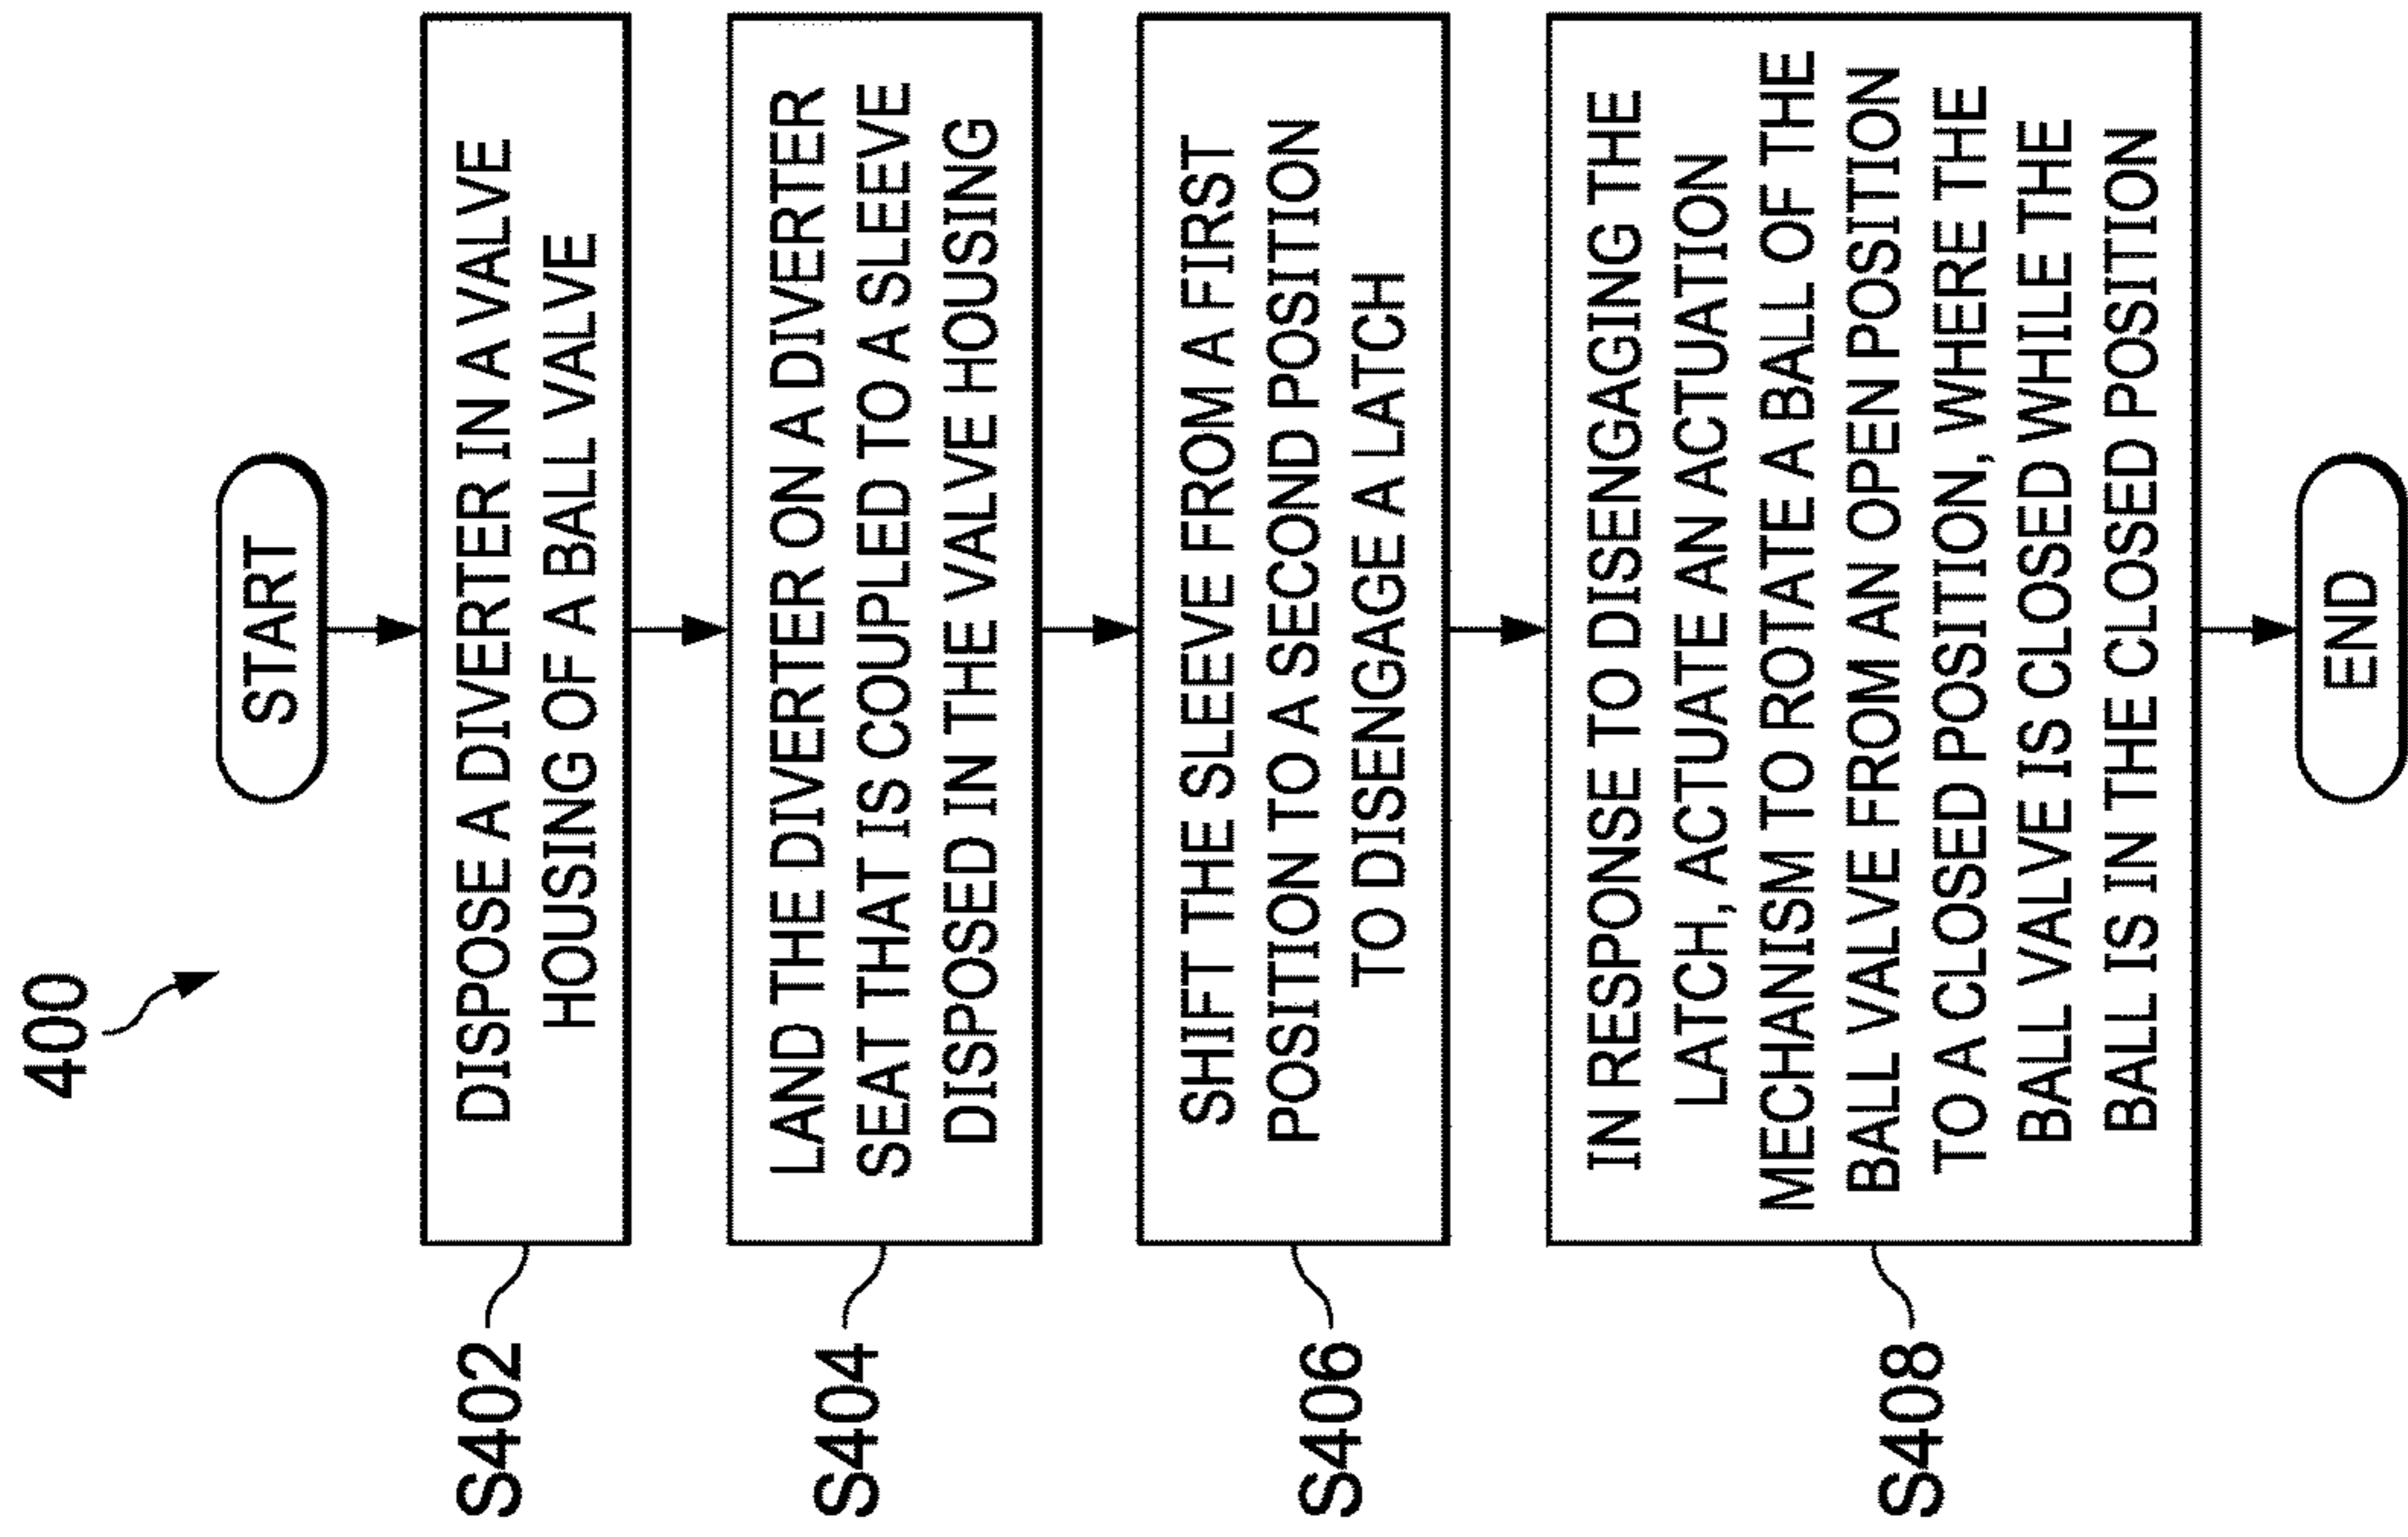 400
START
S402
DISPOSE A DIVERTER IN A VALVE
HOUSING OF A BALL VALVE
S404
LAND THE DIVERTER ON A DIVERTER
SEAT THAT IS COUPLED TO A SLEEVE
DISPOSED IN THE VALVE HOUSING
S406
SHIFT THE SLEEVE FROM A FIRST
POSITION TO A SECOND POSITION
TO DISENGAGE A LATCH
S408
IN RESPONSE TO DISENGAGING THE
LATCH, ACTUATE AN ACTUATION
MECHANISM TO ROTATE A BALL OF THE
BALL VALVE FROM AN OPEN POSITION
TO A CLOSED POSITION, WHERE THE
BALL VALVE IS CLOSED WHILE THE
BALL IS IN THE CLOSED POSITION
END